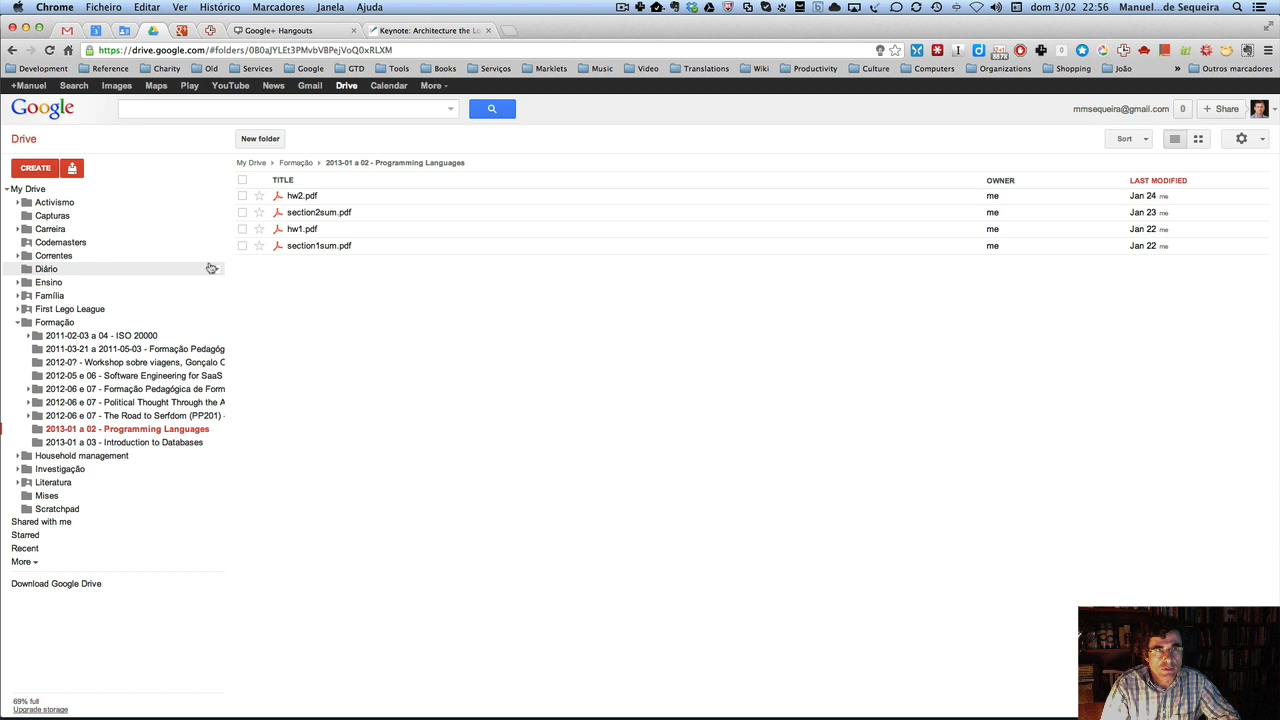 Chrome Ficheiro Editar Ver Histórico Marcadores Janela Ajuda dom 3/02 22:56 Manuel...de Sequeira
Google+ Hangouts × Keynote: Architecture the Lo ×
https://drive.google.com/#folders/0B0aJYLEt3PMvbVBPejVoQ0xRLXM
Development Reference Charity Old Services Google GTD Tools Books Serviços Marklets Music Video Translations Wiki Productivity Culture Computers Organizations Shopping João » Outros marcadores
+Manuel Search Images Maps Play YouTube News Gmail Drive Calendar More
Google mmsequeira@gmail.com 0 + Share
Drive New folder Sort
My Drive Formação 2013-01 a 02 - Programming Languages
CREATE
TITLE OWNER LAST MODIFIED
hw2.pdf me Jan 24 me
section2sum.pdf me Jan 23 me
hw1.pdf me Jan 22 me
section1sum.pdf me Jan 22 me
My Drive
Activismo
Capturas
Carreira
Codemasters
Correntes
Diário
Ensino
Família
First Lego League
Formação
2011-02-03 a 04 - ISO 20000
2011-03-21 a 2011-05-03 - Formação Pedagóg
2012-0? - Workshop sobre viagens, Gonçalo C
2012-05 e 06 - Software Engineering for SaaS
2012-06 e 07 - Formação Pedagógica de Form
2012-06 e 07 - Political Thought Through the A
2012-06 e 07 - The Road to Serfdom (PP201) -
2013-01 a 02 - Programming Languages
2013-01 a 03 - Introduction to Databases
Household management
Investigação
Literatura
Mises
Scratchpad
Shared with me
Starred
Recent
More
Download Google Drive
69% full
Upgrade storage